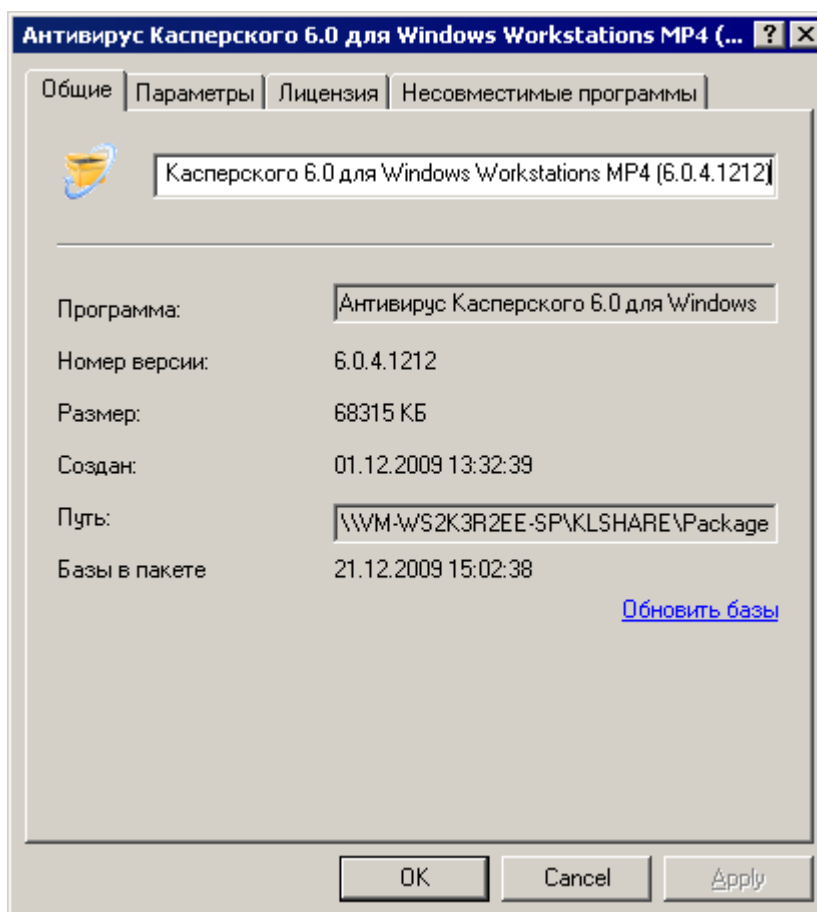 Антивирус Касперского 6.0 для Windows Workstations MP4 (...
Общие Параметры Лицензия Несовместимые программы
Касперского 6.0 для Windows Workstations MP4 (6.0.4.1212)
Программа: Антивирус Касперского 6.0 для Windows
Номер версии: 6.0.4.1212
Размер: 68315 КБ
Создан: 01.12.2009 13:32:39
Путь: \\VM-WS2K3R2EE-SP\KLSHARE\Package
Базы в пакете 21.12.2009 15:02:38
Обновить базы
OK Cancel Apply